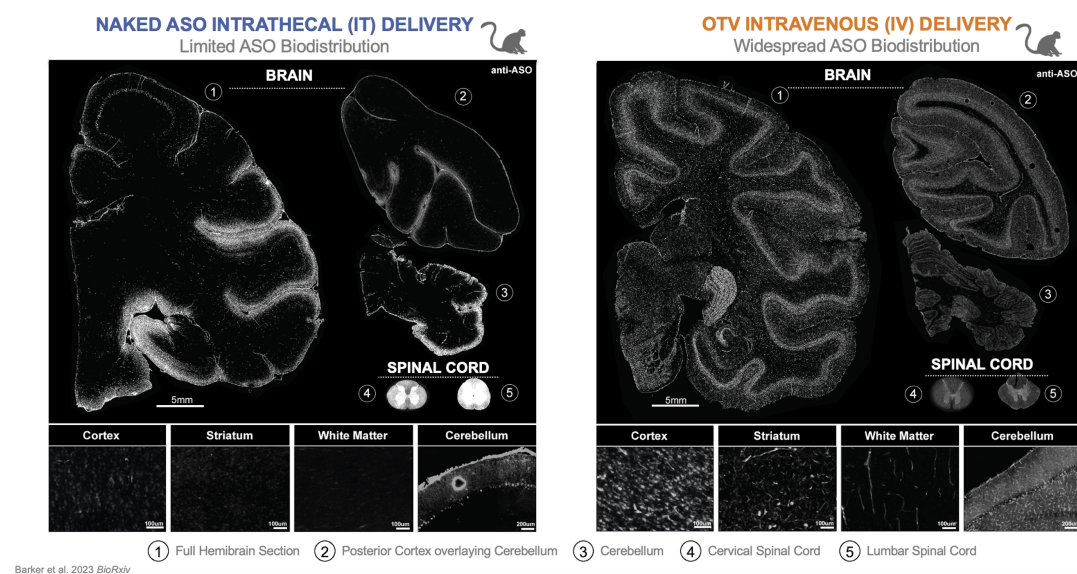 NAKED ASO INTRATHECAL (IT) DELIVERY
Limited ASO Biodistribution
BRAIN
anti-ASO
1
2
3
SPINAL CORD
4
5
5mm
Cortex
Striatum
White Matter
Cerebellum
100um
100um
100um
200um
OTV INTRAVENOUS (IV) DELIVERY
Widespread ASO Biodistribution
BRAIN
anti-ASO
1
2
3
SPINAL CORD
4
5
5mm
Cortex
Striatum
White Matter
Cerebellum
100um
100um
100um
1 Full Hemibrain Section 2 Posterior Cortex overlaying Cerebellum 3 Cerebellum 4 Cervical Spinal Cord 5 Lumbar Spinal Cord
Barker et al. 2023 BioRxiv